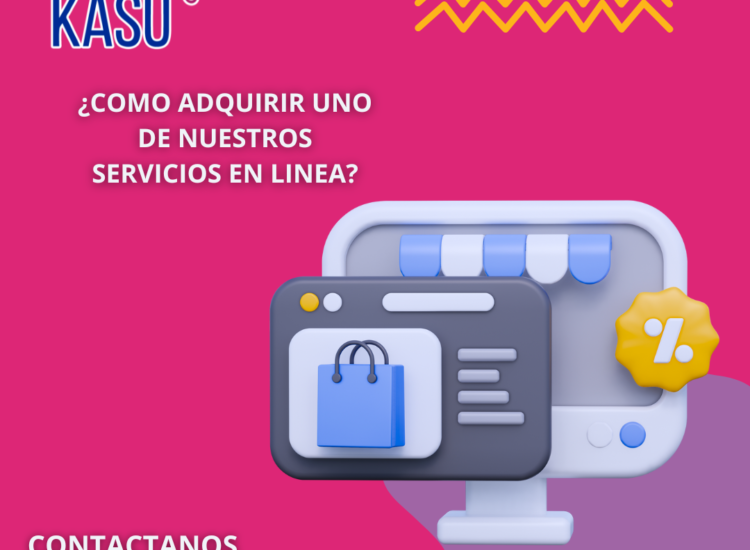 KASU
¿COMO ADQUIRIR UNO
DE NUESTROS
SERVICIOS EN LINEA?
%
CONTACTANOS